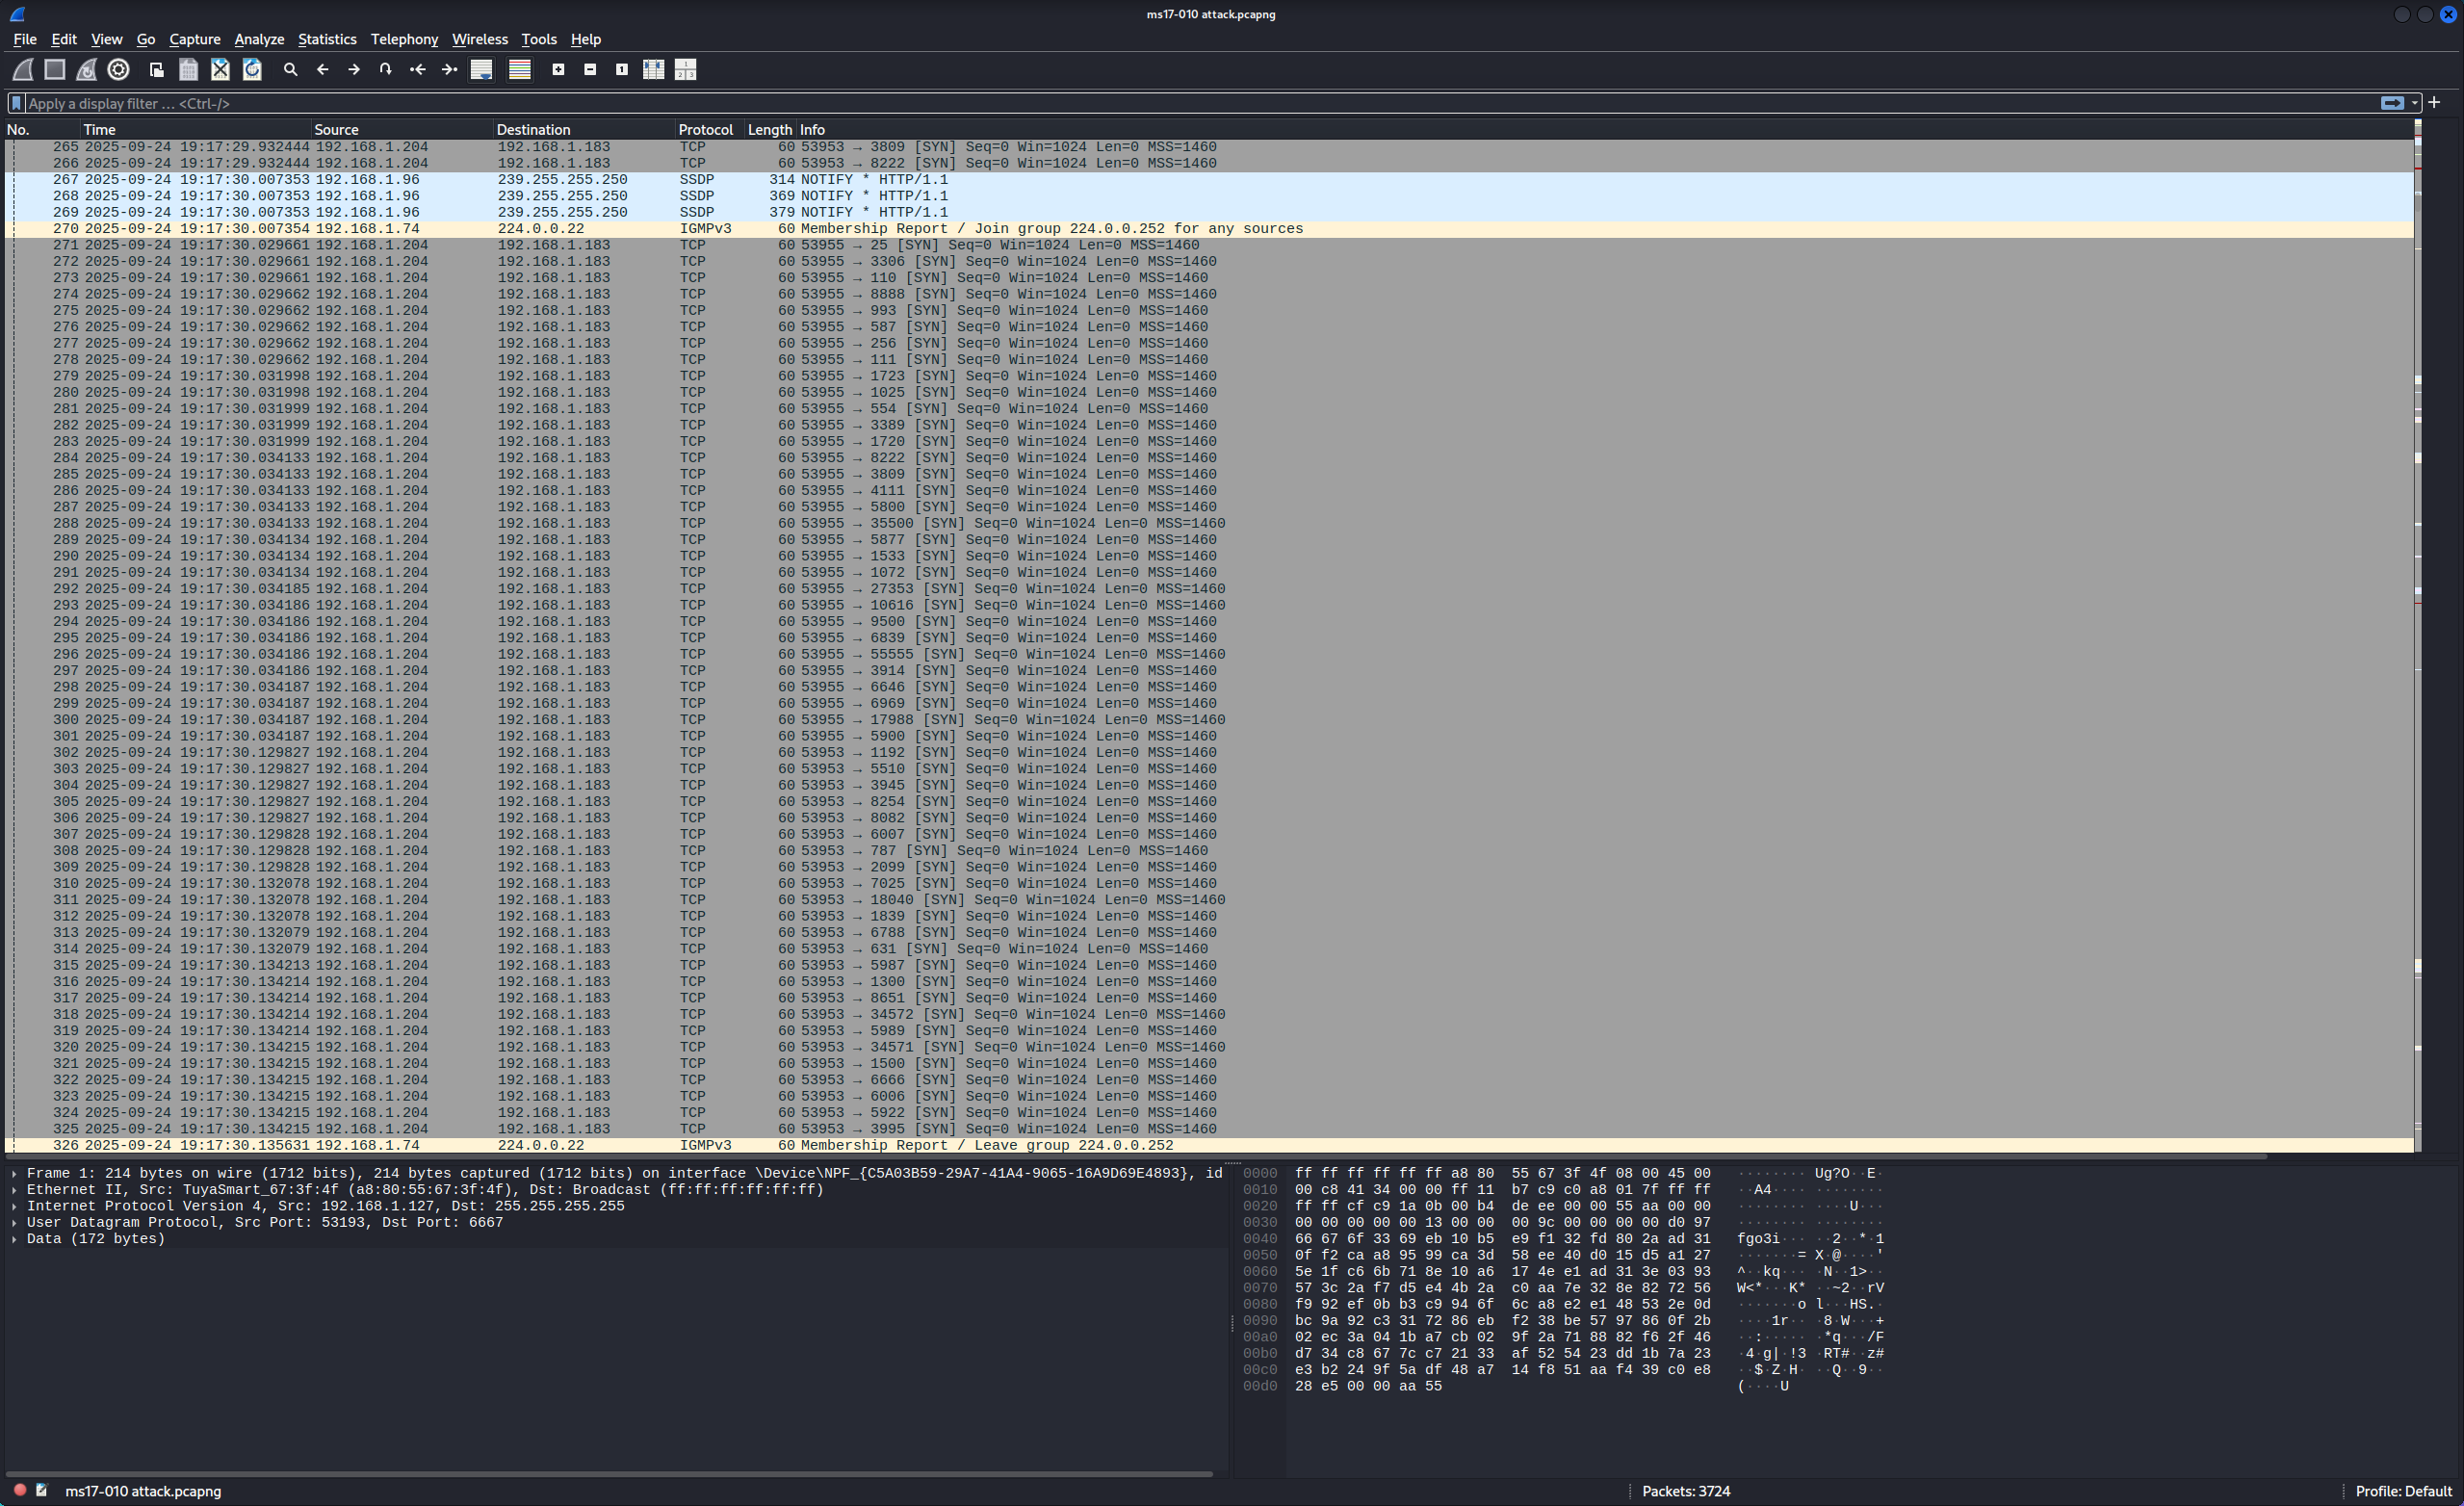 ms17-010 attack.pcapng
File Edit View Go Capture Analyze Statistics Telephony Wireless Tools Help
Apply a display filter … <Ctrl-/>
No. Time Source Destination Protocol Length Info
265 2025-09-24 19:17:29.932444 192.168.1.204 192.168.1.183 TCP 60 53953 → 3809 [SYN] Seq=0 Win=1024 Len=0 MSS=1460
266 2025-09-24 19:17:29.932444 192.168.1.204 192.168.1.183 TCP 60 53953 → 8222 [SYN] Seq=0 Win=1024 Len=0 MSS=1460
267 2025-09-24 19:17:30.007353 192.168.1.96 239.255.255.250 SSDP 314 NOTIFY * HTTP/1.1
268 2025-09-24 19:17:30.007353 192.168.1.96 239.255.255.250 SSDP 369 NOTIFY * HTTP/1.1
269 2025-09-24 19:17:30.007353 192.168.1.96 239.255.255.250 SSDP 379 NOTIFY * HTTP/1.1
270 2025-09-24 19:17:30.007354 192.168.1.74 224.0.0.22 IGMPv3 60 Membership Report / Join group 224.0.0.252 for any sources
271 2025-09-24 19:17:30.029661 192.168.1.204 192.168.1.183 TCP 60 53955 → 25 [SYN] Seq=0 Win=1024 Len=0 MSS=1460
272 2025-09-24 19:17:30.029661 192.168.1.204 192.168.1.183 TCP 60 53955 → 3306 [SYN] Seq=0 Win=1024 Len=0 MSS=1460
273 2025-09-24 19:17:30.029661 192.168.1.204 192.168.1.183 TCP 60 53955 → 110 [SYN] Seq=0 Win=1024 Len=0 MSS=1460
274 2025-09-24 19:17:30.029662 192.168.1.204 192.168.1.183 TCP 60 53955 → 8888 [SYN] Seq=0 Win=1024 Len=0 MSS=1460
275 2025-09-24 19:17:30.029662 192.168.1.204 192.168.1.183 TCP 60 53955 → 993 [SYN] Seq=0 Win=1024 Len=0 MSS=1460
276 2025-09-24 19:17:30.029662 192.168.1.204 192.168.1.183 TCP 60 53955 → 587 [SYN] Seq=0 Win=1024 Len=0 MSS=1460
277 2025-09-24 19:17:30.029662 192.168.1.204 192.168.1.183 TCP 60 53955 → 256 [SYN] Seq=0 Win=1024 Len=0 MSS=1460
278 2025-09-24 19:17:30.029662 192.168.1.204 192.168.1.183 TCP 60 53955 → 111 [SYN] Seq=0 Win=1024 Len=0 MSS=1460
279 2025-09-24 19:17:30.031998 192.168.1.204 192.168.1.183 TCP 60 53955 → 1723 [SYN] Seq=0 Win=1024 Len=0 MSS=1460
280 2025-09-24 19:17:30.031998 192.168.1.204 192.168.1.183 TCP 60 53955 → 1025 [SYN] Seq=0 Win=1024 Len=0 MSS=1460
281 2025-09-24 19:17:30.031999 192.168.1.204 192.168.1.183 TCP 60 53955 → 554 [SYN] Seq=0 Win=1024 Len=0 MSS=1460
282 2025-09-24 19:17:30.031999 192.168.1.204 192.168.1.183 TCP 60 53955 → 3389 [SYN] Seq=0 Win=1024 Len=0 MSS=1460
283 2025-09-24 19:17:30.031999 192.168.1.204 192.168.1.183 TCP 60 53955 → 1720 [SYN] Seq=0 Win=1024 Len=0 MSS=1460
284 2025-09-24 19:17:30.034133 192.168.1.204 192.168.1.183 TCP 60 53955 → 8222 [SYN] Seq=0 Win=1024 Len=0 MSS=1460
285 2025-09-24 19:17:30.034133 192.168.1.204 192.168.1.183 TCP 60 53955 → 3809 [SYN] Seq=0 Win=1024 Len=0 MSS=1460
286 2025-09-24 19:17:30.034133 192.168.1.204 192.168.1.183 TCP 60 53955 → 4111 [SYN] Seq=0 Win=1024 Len=0 MSS=1460
287 2025-09-24 19:17:30.034133 192.168.1.204 192.168.1.183 TCP 60 53955 → 5800 [SYN] Seq=0 Win=1024 Len=0 MSS=1460
288 2025-09-24 19:17:30.034133 192.168.1.204 192.168.1.183 TCP 60 53955 → 35500 [SYN] Seq=0 Win=1024 Len=0 MSS=1460
289 2025-09-24 19:17:30.034134 192.168.1.204 192.168.1.183 TCP 60 53955 → 5877 [SYN] Seq=0 Win=1024 Len=0 MSS=1460
290 2025-09-24 19:17:30.034134 192.168.1.204 192.168.1.183 TCP 60 53955 → 1533 [SYN] Seq=0 Win=1024 Len=0 MSS=1460
291 2025-09-24 19:17:30.034134 192.168.1.204 192.168.1.183 TCP 60 53955 → 1072 [SYN] Seq=0 Win=1024 Len=0 MSS=1460
292 2025-09-24 19:17:30.034185 192.168.1.204 192.168.1.183 TCP 60 53955 → 27353 [SYN] Seq=0 Win=1024 Len=0 MSS=1460
293 2025-09-24 19:17:30.034186 192.168.1.204 192.168.1.183 TCP 60 53955 → 10616 [SYN] Seq=0 Win=1024 Len=0 MSS=1460
294 2025-09-24 19:17:30.034186 192.168.1.204 192.168.1.183 TCP 60 53955 → 9500 [SYN] Seq=0 Win=1024 Len=0 MSS=1460
295 2025-09-24 19:17:30.034186 192.168.1.204 192.168.1.183 TCP 60 53955 → 6839 [SYN] Seq=0 Win=1024 Len=0 MSS=1460
296 2025-09-24 19:17:30.034186 192.168.1.204 192.168.1.183 TCP 60 53955 → 55555 [SYN] Seq=0 Win=1024 Len=0 MSS=1460
297 2025-09-24 19:17:30.034186 192.168.1.204 192.168.1.183 TCP 60 53955 → 3914 [SYN] Seq=0 Win=1024 Len=0 MSS=1460
298 2025-09-24 19:17:30.034187 192.168.1.204 192.168.1.183 TCP 60 53955 → 6646 [SYN] Seq=0 Win=1024 Len=0 MSS=1460
299 2025-09-24 19:17:30.034187 192.168.1.204 192.168.1.183 TCP 60 53955 → 6969 [SYN] Seq=0 Win=1024 Len=0 MSS=1460
300 2025-09-24 19:17:30.034187 192.168.1.204 192.168.1.183 TCP 60 53955 → 17988 [SYN] Seq=0 Win=1024 Len=0 MSS=1460
301 2025-09-24 19:17:30.034187 192.168.1.204 192.168.1.183 TCP 60 53955 → 5900 [SYN] Seq=0 Win=1024 Len=0 MSS=1460
302 2025-09-24 19:17:30.129827 192.168.1.204 192.168.1.183 TCP 60 53953 → 1192 [SYN] Seq=0 Win=1024 Len=0 MSS=1460
303 2025-09-24 19:17:30.129827 192.168.1.204 192.168.1.183 TCP 60 53953 → 5510 [SYN] Seq=0 Win=1024 Len=0 MSS=1460
304 2025-09-24 19:17:30.129827 192.168.1.204 192.168.1.183 TCP 60 53953 → 3945 [SYN] Seq=0 Win=1024 Len=0 MSS=1460
305 2025-09-24 19:17:30.129827 192.168.1.204 192.168.1.183 TCP 60 53953 → 8254 [SYN] Seq=0 Win=1024 Len=0 MSS=1460
306 2025-09-24 19:17:30.129827 192.168.1.204 192.168.1.183 TCP 60 53953 → 8082 [SYN] Seq=0 Win=1024 Len=0 MSS=1460
307 2025-09-24 19:17:30.129828 192.168.1.204 192.168.1.183 TCP 60 53953 → 6007 [SYN] Seq=0 Win=1024 Len=0 MSS=1460
308 2025-09-24 19:17:30.129828 192.168.1.204 192.168.1.183 TCP 60 53953 → 787 [SYN] Seq=0 Win=1024 Len=0 MSS=1460
309 2025-09-24 19:17:30.129828 192.168.1.204 192.168.1.183 TCP 60 53953 → 2099 [SYN] Seq=0 Win=1024 Len=0 MSS=1460
310 2025-09-24 19:17:30.132078 192.168.1.204 192.168.1.183 TCP 60 53953 → 7025 [SYN] Seq=0 Win=1024 Len=0 MSS=1460
311 2025-09-24 19:17:30.132078 192.168.1.204 192.168.1.183 TCP 60 53953 → 18040 [SYN] Seq=0 Win=1024 Len=0 MSS=1460
312 2025-09-24 19:17:30.132078 192.168.1.204 192.168.1.183 TCP 60 53953 → 1839 [SYN] Seq=0 Win=1024 Len=0 MSS=1460
313 2025-09-24 19:17:30.132079 192.168.1.204 192.168.1.183 TCP 60 53953 → 6788 [SYN] Seq=0 Win=1024 Len=0 MSS=1460
314 2025-09-24 19:17:30.132079 192.168.1.204 192.168.1.183 TCP 60 53953 → 631 [SYN] Seq=0 Win=1024 Len=0 MSS=1460
315 2025-09-24 19:17:30.134213 192.168.1.204 192.168.1.183 TCP 60 53953 → 5987 [SYN] Seq=0 Win=1024 Len=0 MSS=1460
316 2025-09-24 19:17:30.134214 192.168.1.204 192.168.1.183 TCP 60 53953 → 1300 [SYN] Seq=0 Win=1024 Len=0 MSS=1460
317 2025-09-24 19:17:30.134214 192.168.1.204 192.168.1.183 TCP 60 53953 → 8651 [SYN] Seq=0 Win=1024 Len=0 MSS=1460
318 2025-09-24 19:17:30.134214 192.168.1.204 192.168.1.183 TCP 60 53953 → 34572 [SYN] Seq=0 Win=1024 Len=0 MSS=1460
319 2025-09-24 19:17:30.134214 192.168.1.204 192.168.1.183 TCP 60 53953 → 5989 [SYN] Seq=0 Win=1024 Len=0 MSS=1460
320 2025-09-24 19:17:30.134215 192.168.1.204 192.168.1.183 TCP 60 53953 → 34571 [SYN] Seq=0 Win=1024 Len=0 MSS=1460
321 2025-09-24 19:17:30.134215 192.168.1.204 192.168.1.183 TCP 60 53953 → 1500 [SYN] Seq=0 Win=1024 Len=0 MSS=1460
322 2025-09-24 19:17:30.134215 192.168.1.204 192.168.1.183 TCP 60 53953 → 6666 [SYN] Seq=0 Win=1024 Len=0 MSS=1460
323 2025-09-24 19:17:30.134215 192.168.1.204 192.168.1.183 TCP 60 53953 → 6006 [SYN] Seq=0 Win=1024 Len=0 MSS=1460
324 2025-09-24 19:17:30.134215 192.168.1.204 192.168.1.183 TCP 60 53953 → 5922 [SYN] Seq=0 Win=1024 Len=0 MSS=1460
325 2025-09-24 19:17:30.134215 192.168.1.204 192.168.1.183 TCP 60 53953 → 3995 [SYN] Seq=0 Win=1024 Len=0 MSS=1460
326 2025-09-24 19:17:30.135631 192.168.1.74 224.0.0.22 IGMPv3 60 Membership Report / Leave group 224.0.0.252
Frame 1: 214 bytes on wire (1712 bits), 214 bytes captured (1712 bits) on interface \Device\NPF_{C5A03B59-29A7-41A4-9065-16A9D69E4893}, id
Ethernet II, Src: TuyaSmart_67:3f:4f (a8:80:55:67:3f:4f), Dst: Broadcast (ff:ff:ff:ff:ff:ff)
Internet Protocol Version 4, Src: 192.168.1.127, Dst: 255.255.255.255
User Datagram Protocol, Src Port: 53193, Dst Port: 6667
Data (172 bytes)
0000 ff ff ff ff ff ff a8 80 55 67 3f 4f 08 00 45 00 ········ Ug?O··E·
0010 00 c8 41 34 00 00 ff 11 b7 c9 c0 a8 01 7f ff ff ··A4···· ········
0020 ff ff cf c9 1a 0b 00 b4 de ee 00 00 55 aa 00 00 ········ ····U···
0030 00 00 00 00 00 13 00 00 00 9c 00 00 00 00 d0 97 ········ ········
0040 66 67 6f 33 69 eb 10 b5 e9 f1 32 fd 80 2a ad 31 fgo3i··· ··2··*·1
0050 0f f2 ca a8 95 99 ca 3d 58 ee 40 d0 15 d5 a1 27 ·······= X·@····'
0060 5e 1f c6 6b 71 8e 10 a6 17 4e e1 ad 31 3e 03 93 ^··kq··· ·N··1>··
0070 57 3c 2a f7 d5 e4 4b 2a c0 aa 7e 32 8e 82 72 56 W<*···K* ··~2··rV
0080 f9 92 ef 0b b3 c9 94 6f 6c a8 e2 e1 48 53 2e 0d ·······o l···HS.·
0090 bc 9a 92 c3 31 72 86 eb f2 38 be 57 97 86 0f 2b ····1r·· ·8·W···+
00a0 02 ec 3a 04 1b a7 cb 02 9f 2a 71 88 82 f6 2f 46 ··:····· ·*q···/F
00b0 d7 34 c8 67 7c c7 21 33 af 52 54 23 dd 1b 7a 23 ·4·g|·!3 ·RT#··z#
00c0 e3 b2 24 9f 5a df 48 a7 14 f8 51 aa f4 39 c0 e8 ··$·Z·H· ··Q··9··
00d0 28 e5 00 00 aa 55 (····U
ms17-010 attack.pcapng Packets: 3724 Profile: Default